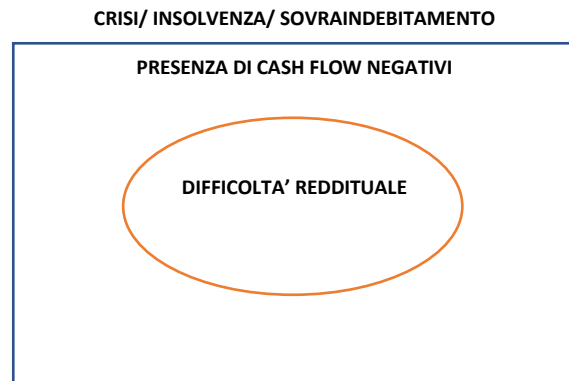 CRISI/ INSOLVENZA/ SOVRAINDEBITAMENTO
PRESENZA DI CASH FLOW NEGATIVI
DIFFICOLTA’ REDDITUALE